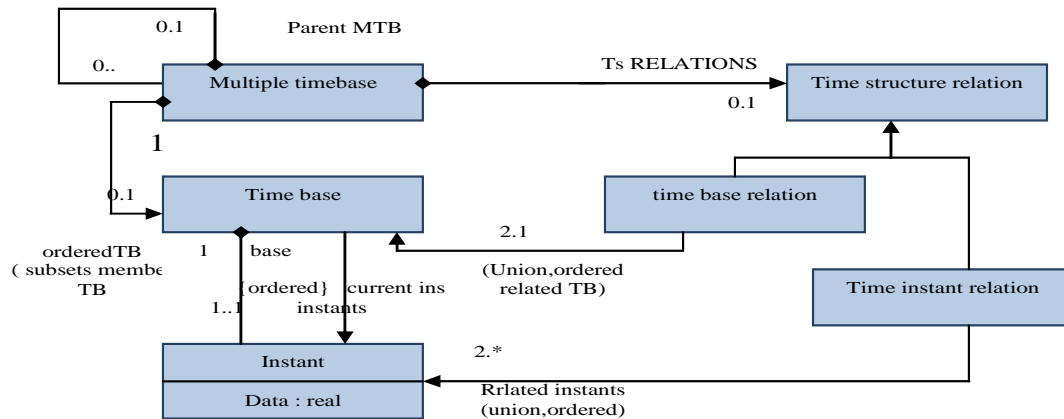 0.1
Parent MTB
0..
Multiple timebase
Ts RELATIONS
Time structure relation
0.1
1
0.1
Time base
time base relation
2.1
orderedTB
( subsets membe
TB
1
base
(Union,ordered
related TB)
{ordered}
current ins
1..1
instants
Time instant relation
Instant
2.*
Rrlated instants
(union,ordered)
Data : real